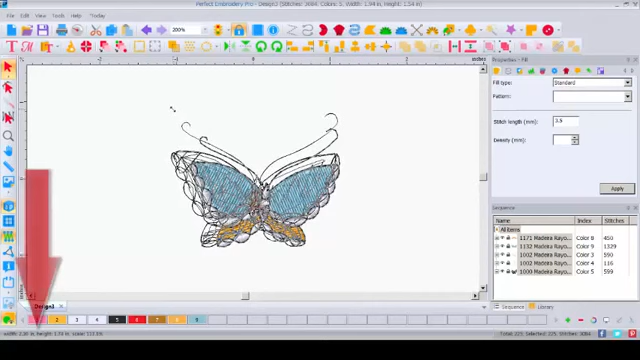 Perfect Embroidery Pro - Design3 (Stitches: 3084, Colors: 5, Width: 1.94 in, Height: 1.54 in)
File Edit View Tools Help Today
200%
inches
Properties - Fill
Fill type: Standard
Pattern:
Stitch length (mm): 3.5
Density (mm):
Apply
Sequence
Name Index Stitches
All Items
1171 Madeira Rayo... Color 8 450
1132 Madeira Rayo... Color 9 1329
1002 Madeira Rayo... Color 3 590
1002 Madeira Rayo... Color 4 116
1000 Madeira Rayo... Color 5 599
Sequence Library
Design3
2 3 4 5 6 7 8 9